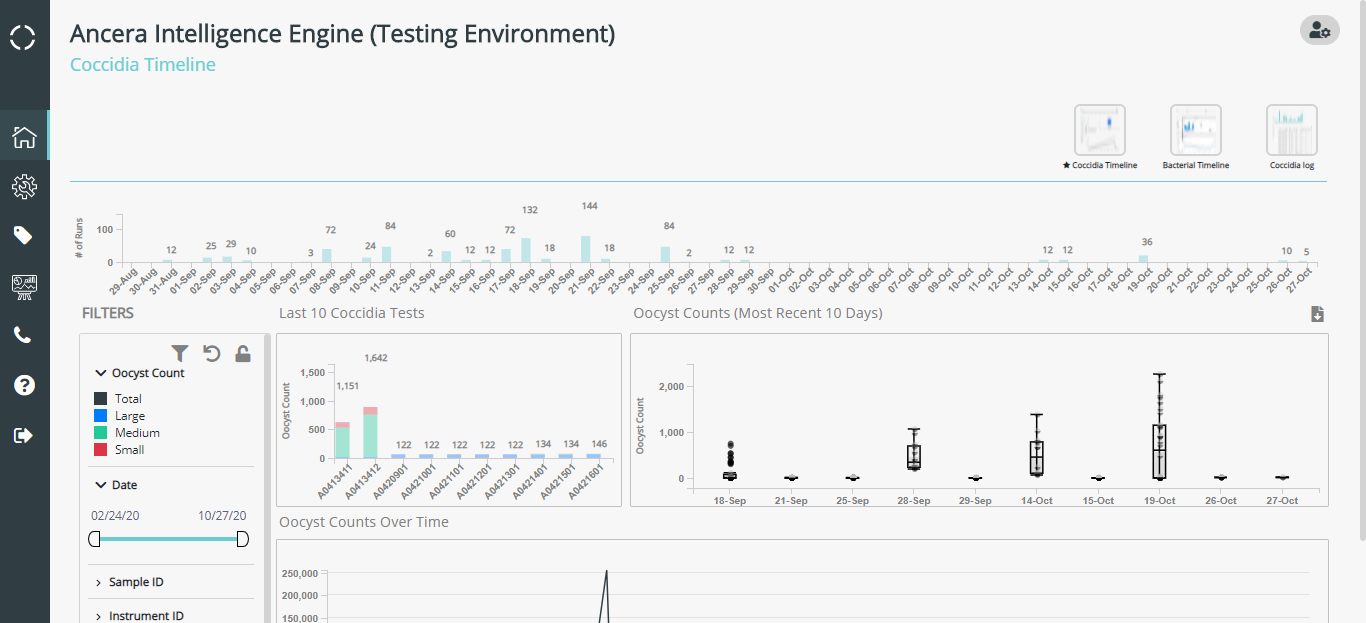 Ancera Intelligence Engine (Testing Environment)
Coccidia Timeline
★ Coccidia Timeline
Bacterial Timeline
Coccidia log
# of Runs
100
0
12
25
29
10
3
72
24
84
2
60
12
12
72
132
18
144
18
84
2
12
12
12
12
36
10
5
29-Aug
30-Aug
31-Aug
01-Sep
02-Sep
03-Sep
04-Sep
05-Sep
06-Sep
07-Sep
08-Sep
09-Sep
10-Sep
11-Sep
12-Sep
13-Sep
14-Sep
15-Sep
16-Sep
17-Sep
18-Sep
19-Sep
20-Sep
21-Sep
22-Sep
23-Sep
24-Sep
25-Sep
26-Sep
27-Sep
28-Sep
29-Sep
30-Sep
01-Oct
02-Oct
03-Oct
04-Oct
05-Oct
06-Oct
07-Oct
08-Oct
09-Oct
10-Oct
11-Oct
12-Oct
13-Oct
14-Oct
15-Oct
16-Oct
17-Oct
18-Oct
19-Oct
20-Oct
21-Oct
22-Oct
23-Oct
24-Oct
25-Oct
26-Oct
27-Oct
FILTERS
Oocyst Count
Total
Large
Medium
Small
Date
02/24/20 10/27/20
Sample ID
Instrument ID
Last 10 Coccidia Tests
Oocyst Count
1,500
1,000
500
0
1,151
1,642
122
122
122
122
122
134
134
146
A0413411
A0413412
A0420901
A0421001
A0421101
A0421201
A0421301
A0421401
A0421501
A0421601
Oocyst Counts (Most Recent 10 Days)
Oocyst Count
2,000
1,000
0
18-Sep
21-Sep
25-Sep
28-Sep
29-Sep
14-Oct
15-Oct
19-Oct
26-Oct
27-Oct
Oocyst Counts Over Time
250,000
200,000
150,000